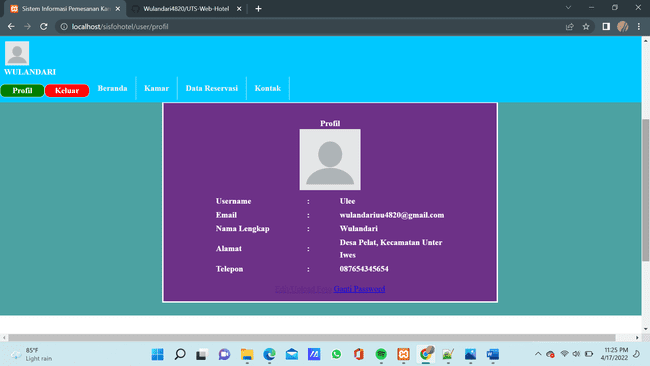 Sistem Informasi Pemesanan Kam
Wulandari4820/UTS-Web-Hotel
localhost/sisfohotel/user/profil
WULANDARI
Profil Keluar Beranda Kamar Data Reservasi Kontak
Profil
Username : Ulee
Email : wulandariuu4820@gmail.com
Nama Lengkap : Wulandari
Alamat : Desa Pelat, Kecamatan Unter
Iwes
Telepon : 087654345654
Ganti Password
85°F
Light rain
11:25 PM
4/17/2022